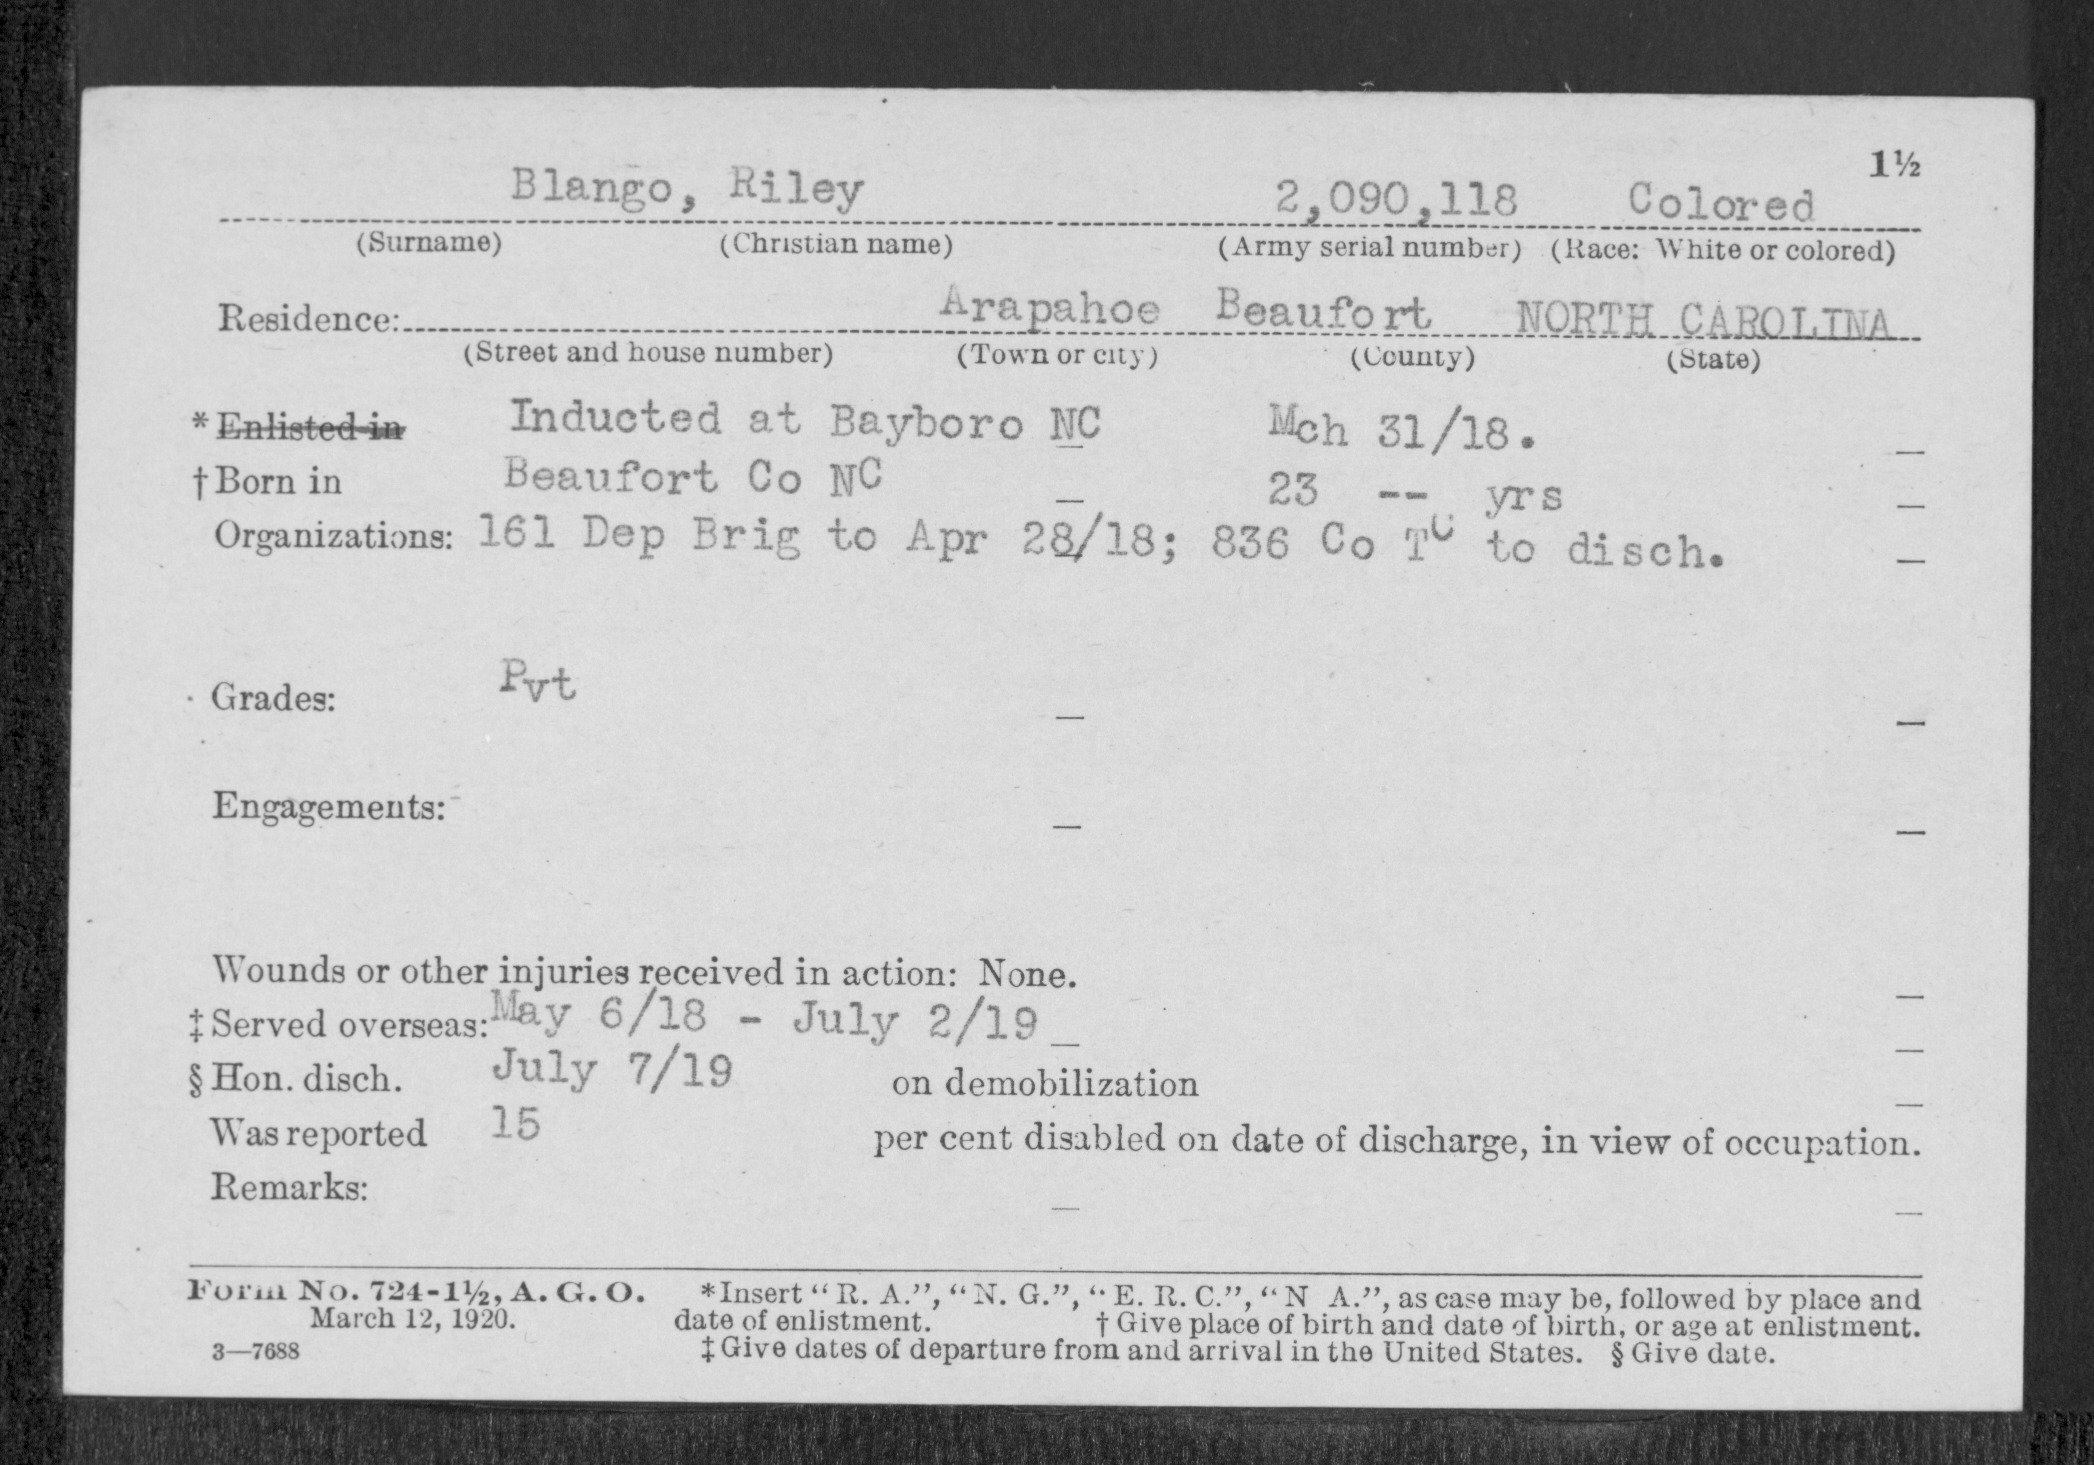 1½
Blango, Riley 2,090,118 Colored
(Surname) (Christian name) (Army serial number) (Race: White or colored)
Residence: Arapahoe Beaufort NORTH CAROLINA
(Street and house number) (Town or city) (County) (State)
* Enlisted in Inducted at Bayboro NC Mch 31/18.
† Born in Beaufort Co NC 23 -- yrs
Organizations: 161 Dep Brig to Apr 28/18; 836 Co TC to disch.
Grades: Pvt
Engagements:
Wounds or other injuries received in action: None.
‡ Served overseas: May 6/18 - July 2/19
§ Hon. disch. July 7/19 on demobilization
Was reported 15 per cent disabled on date of discharge, in view of occupation.
Remarks:
Form No. 724-1½, A. G. O. *Insert "R. A.", "N. G.", "E. R. C.", "N A.", as case may be, followed by place and
March 12, 1920. date of enlistment. † Give place of birth and date of birth, or age at enlistment.
3—7688 ‡ Give dates of departure from and arrival in the United States. § Give date.